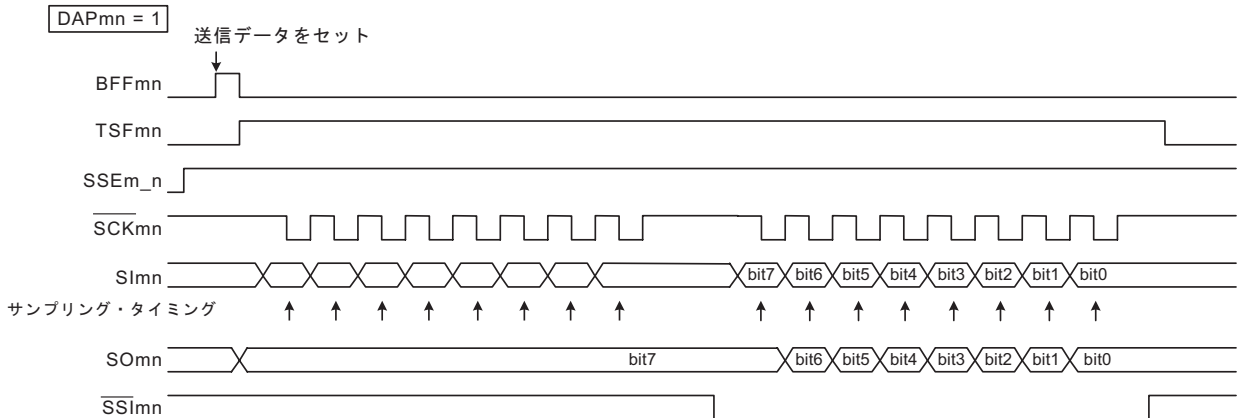 DAPmn = 1
送信データをセット
BFFmn
TSFmn
SSEm_n
SCKmn
SImn bit7 bit6 bit5 bit4 bit3 bit2 bit1 bit0
サンプリング・タイミング
SOmn bit7 bit6 bit5 bit4 bit3 bit2 bit1 bit0
SSImn